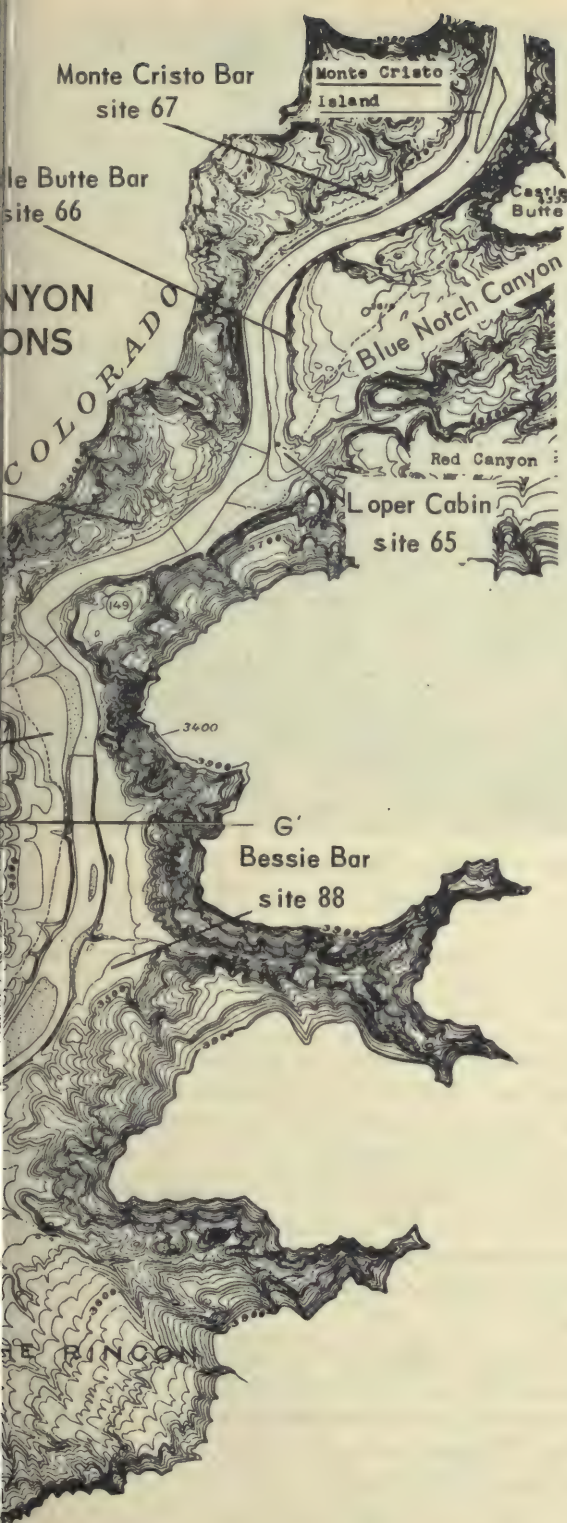 Monte Cristo Bar
site 67
Monte Cristo
Island
le Butte Bar
site 66
Castle
Butte
NYON
ONS
COLORADO
Blue Notch Canyon
Red Canyon
Loper Cabin
site 65
149
3400
G'
Bessie Bar
site 88
HE RINCON